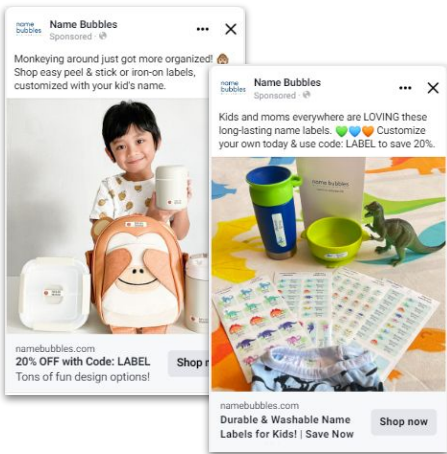 name
bubbles
Name Bubbles
Sponsored ·
Monkeying around just got more organized! 🙈
Shop easy peel & stick or iron-on labels,
customized with your kid's name.
namebubbles.com
20% OFF with Code: LABEL
Tons of fun design options!
Shop
name
bubbles
Name Bubbles
Sponsored ·
Kids and moms everywhere are LOVING these
long-lasting name labels. 💚💙🧡 Customize
your own today & use code: LABEL to save 20%.
name bubbles
namebubbles.com
Durable & Washable Name
Labels for Kids! | Save Now
Shop now